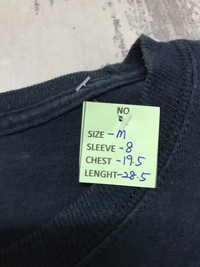 NO
SIZE -M
SLEEVE -8
CHEST -19.5
LENGHT -28.5